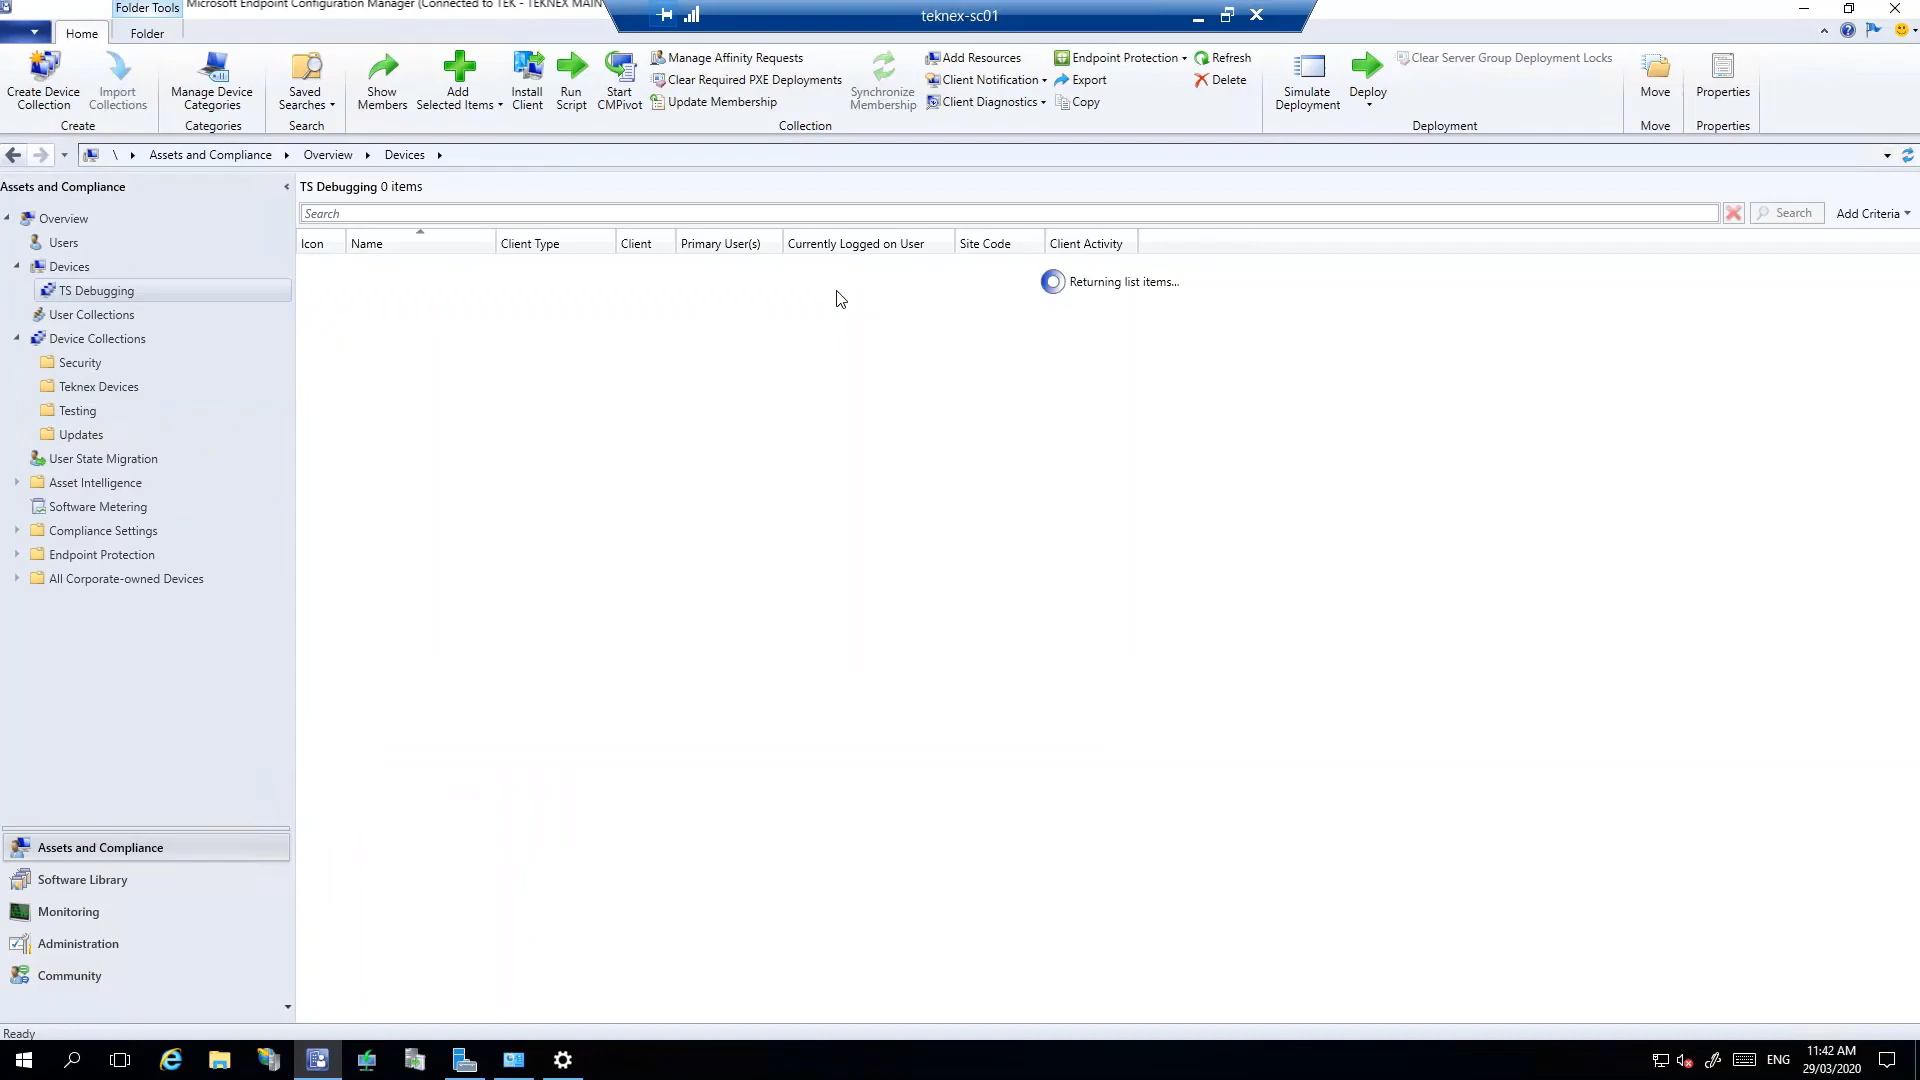 Folder Tools
Microsoft Endpoint Configuration Manager (Connected to TEK - TEKNEX MAIN
teknex-sc01
Home
Folder
Create Device Collection
Import Collections
Create
Manage Device Categories
Categories
Saved Searches
Search
Show Members
Add Selected Items
Install Client
Run Script
Start CMPivot
Manage Affinity Requests
Clear Required PXE Deployments
Update Membership
Synchronize Membership
Add Resources
Client Notification
Client Diagnostics
Endpoint Protection
Export
Copy
Refresh
Delete
Collection
Simulate Deployment
Deploy
Clear Server Group Deployment Locks
Deployment
Move
Move
Properties
Properties
\ Assets and Compliance Overview Devices
Assets and Compliance
Overview
Users
Devices
TS Debugging
User Collections
Device Collections
Security
Teknex Devices
Testing
Updates
User State Migration
Asset Intelligence
Software Metering
Compliance Settings
Endpoint Protection
All Corporate-owned Devices
Assets and Compliance
Software Library
Monitoring
Administration
Community
TS Debugging 0 items
Search
Search
Add Criteria
Icon Name Client Type Client Primary User(s) Currently Logged on User Site Code Client Activity
Returning list items...
Ready
ENG
11:42 AM
29/03/2020